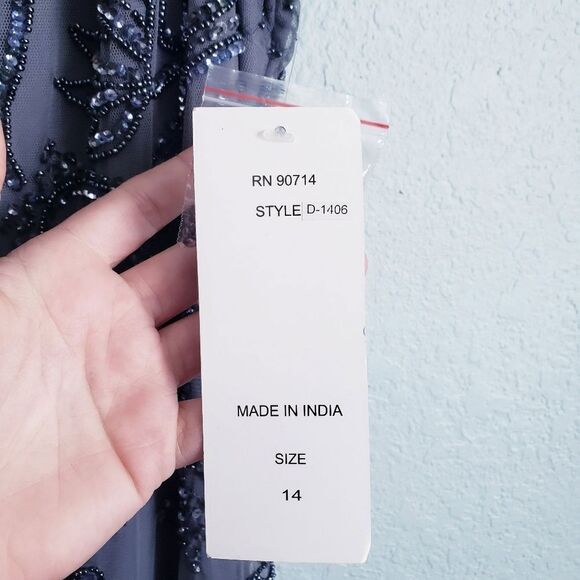 RN 90714
STYLE D-1406
MADE IN INDIA
SIZE
14